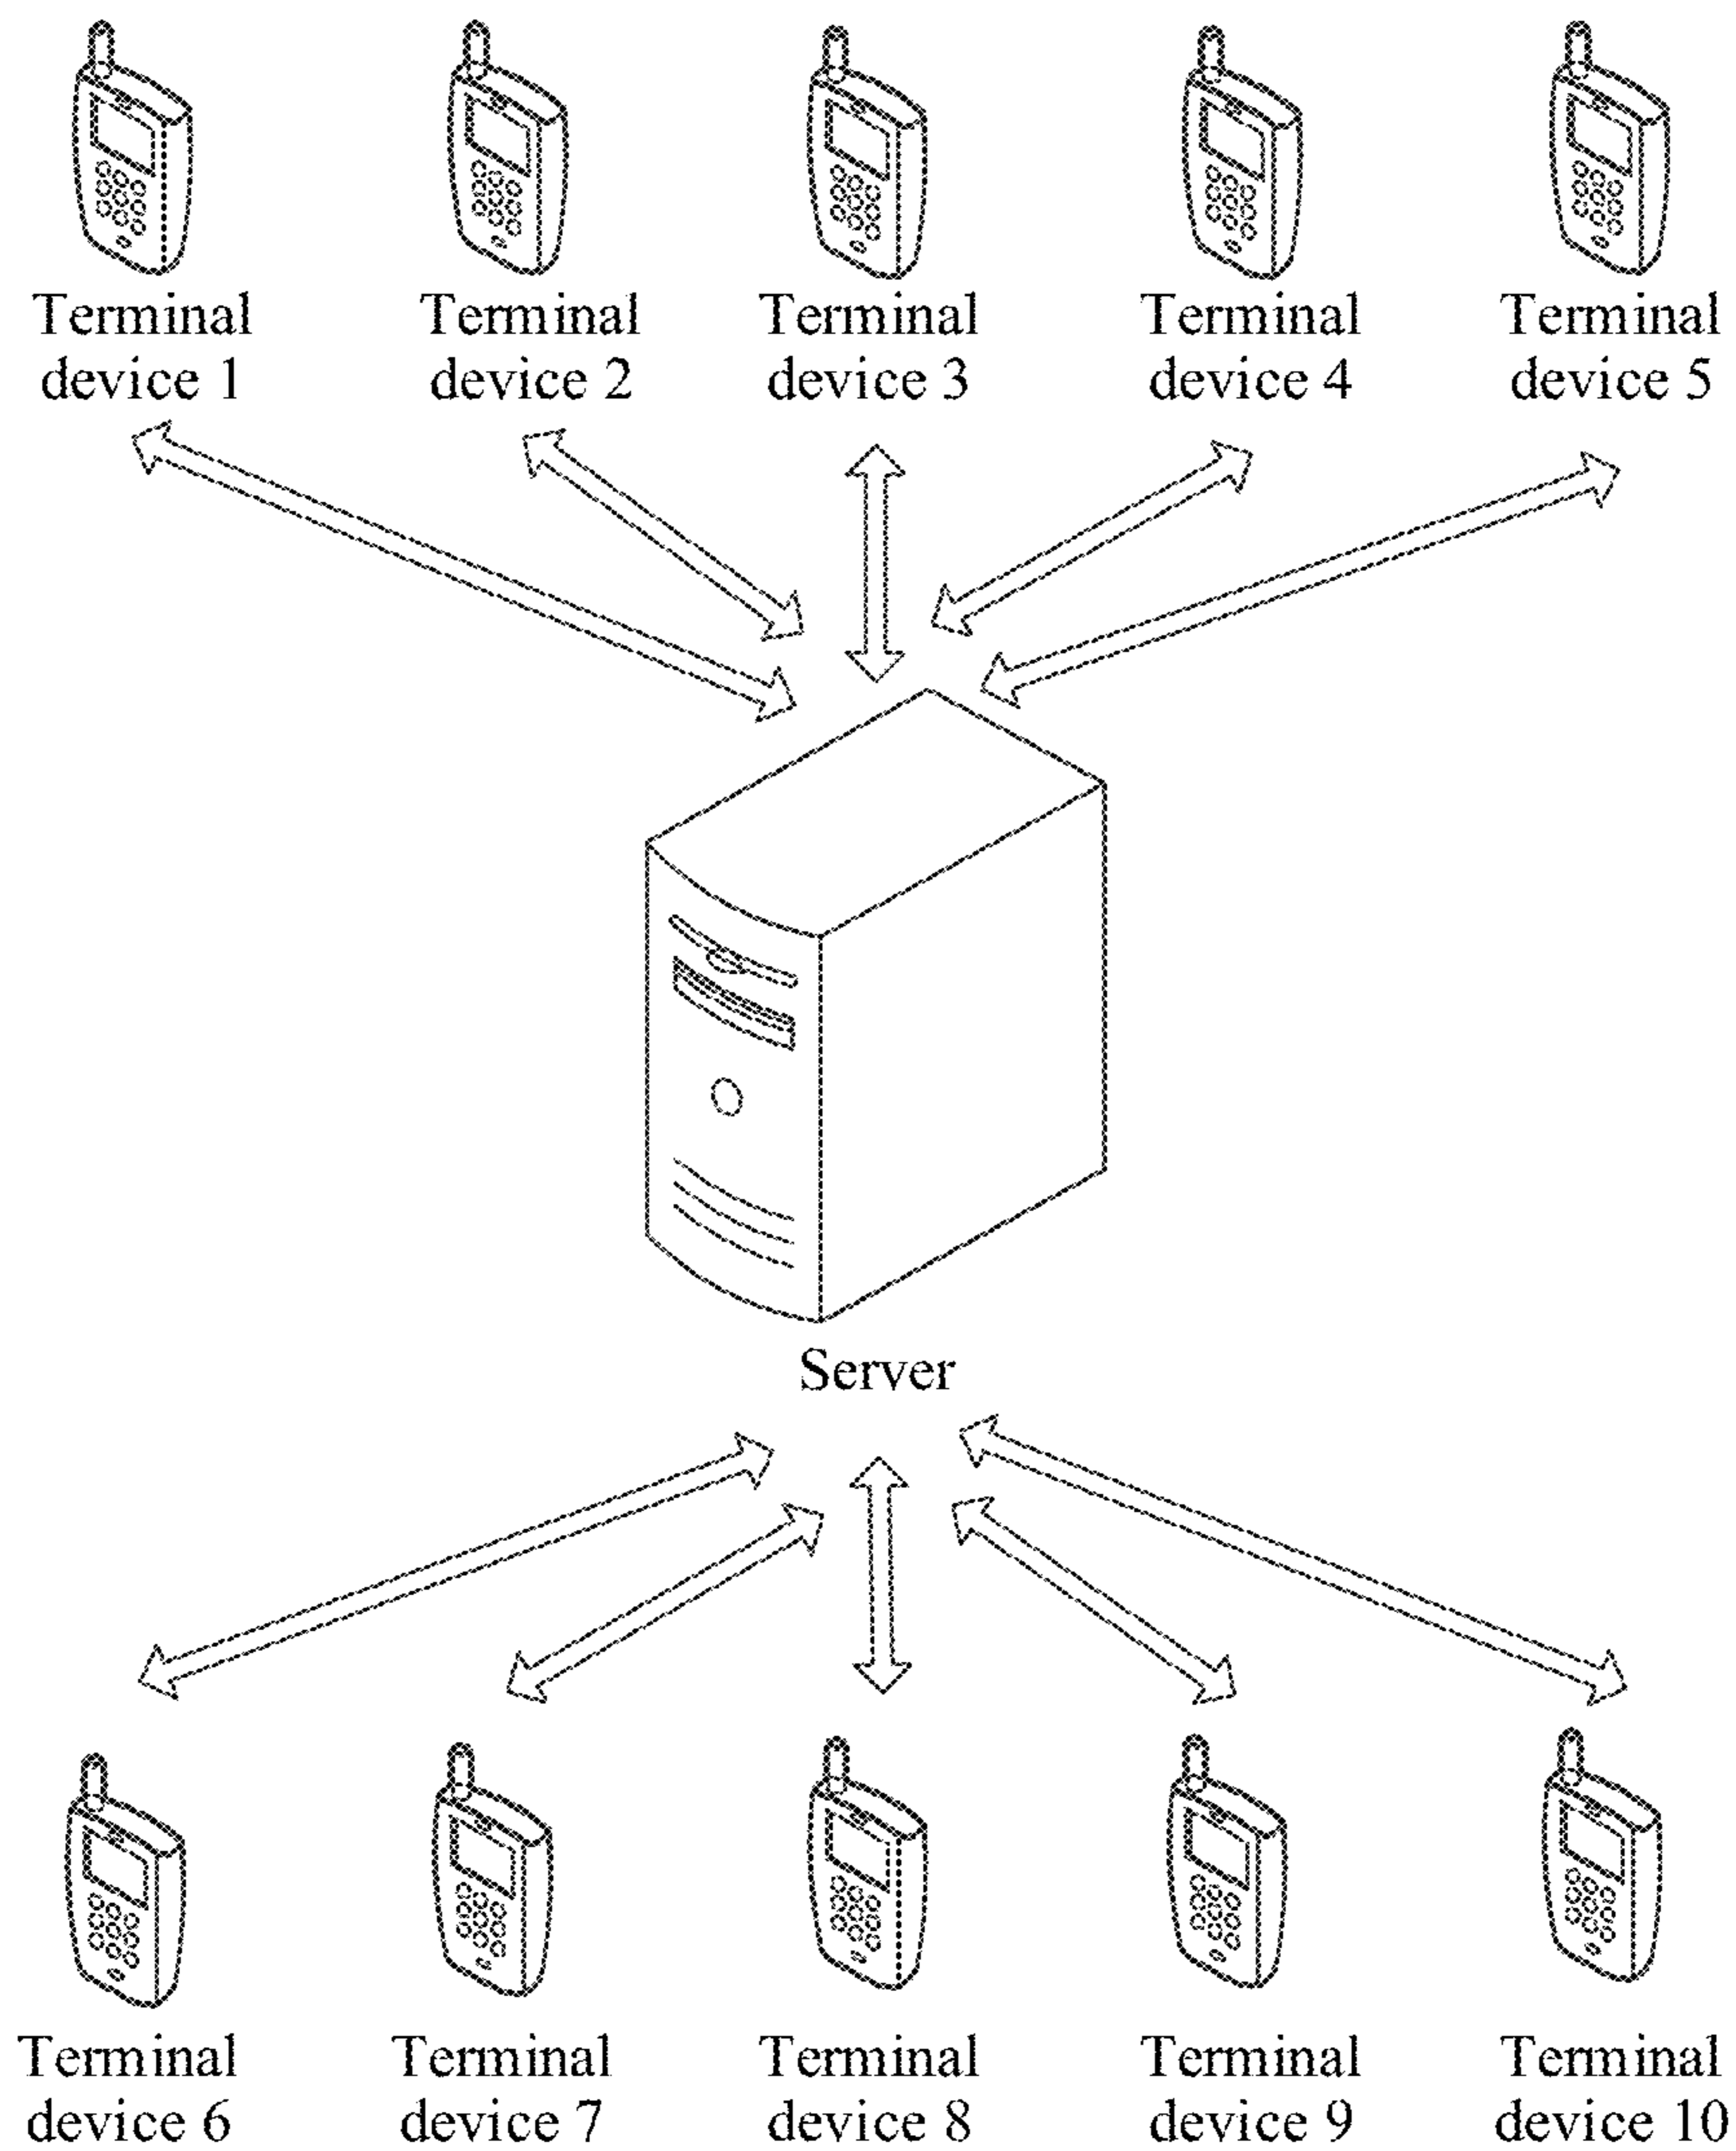 Terminal
device 1
Terminal
device 2
Terminal
device 3
Terminal
device 4
Terminal
device 5
Server
Terminal
device 6
Terminal
device 7
Terminal
device 8
Terminal
device 9
Terminal
device 10